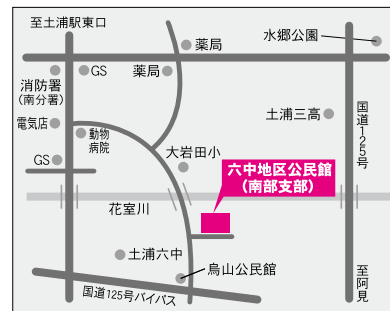 至土浦駅東口
薬局
水郷公園
GS
薬局
消防署
(南分署)
電気店
動物
病院
土浦三高
国道125号
大岩田小
GS
六中地区公民館
(南部支部)
花室川
土浦六中
烏山公民館
国道125号バイパス
至阿見